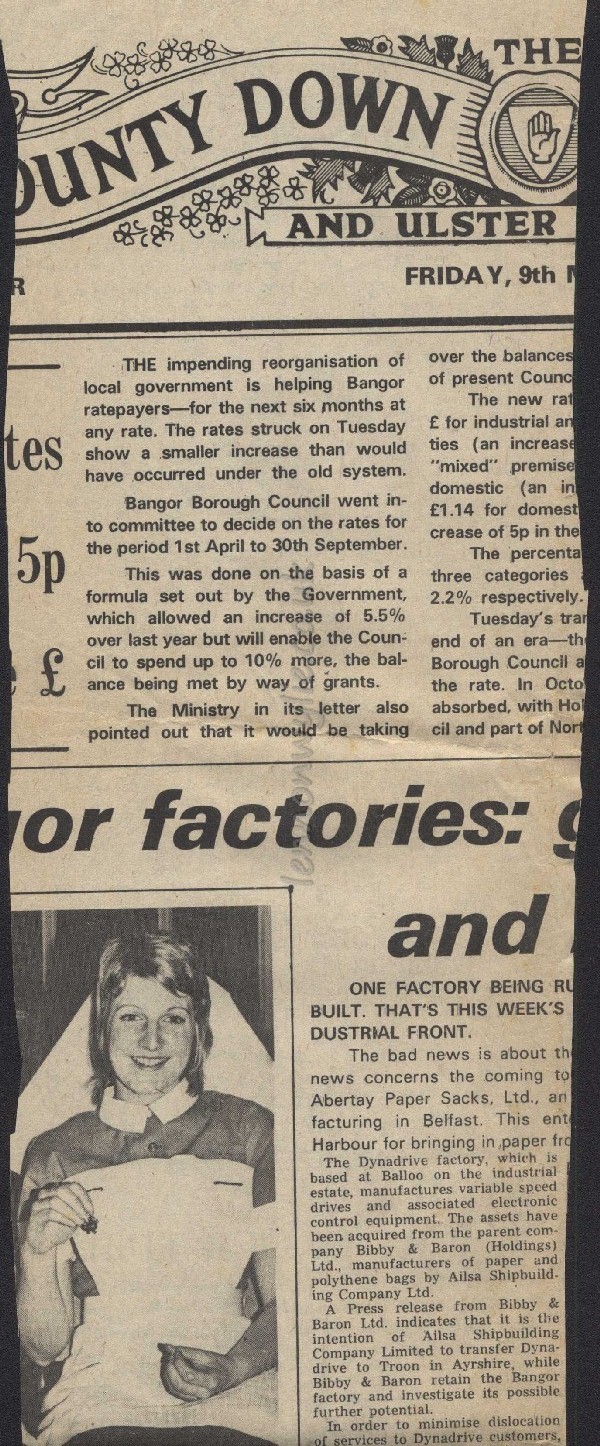 THE
OUNTY DOWN
AND ULSTER
R
FRIDAY, 9th
tes
5p
£
THE impending reorganisation of
local government is helping Bangor
ratepayers—for the next six months at
any rate. The rates struck on Tuesday
show a smaller increase than would
have occurred under the old system.
Bangor Borough Council went in-
to committee to decide on the rates for
the period 1st April to 30th September.
This was done on the basis of a
formula set out by the Government,
which allowed an increase of 5.5%
over last year but will enable the Coun-
cil to spend up to 10% more, the bal-
ance being met by way of grants.
The Ministry in its letter also
pointed out that it would be taking
over the balances
of present Counc
The new rat
£ for industrial an
ties (an increase
"mixed" premise
domestic (an in
£1.14 for domest
crease of 5p in the
The percenta
three categories
2.2% respectively.
Tuesday's tran
end of an era—th
Borough Council a
the rate. In Octo
absorbed, with Hol
cil and part of Nort
gor factories: g
and
ONE FACTORY BEING RU
BUILT. THAT'S THIS WEEK'S
DUSTRIAL FRONT.
The bad news is about th
news concerns the coming to
Abertay Paper Sacks, Ltd., an
facturing in Belfast. This ent
Harbour for bringing in paper fro
The Dynadrive factory, which is
based at Balloo on the industrial
estate, manufactures variable speed
drives and associated electronic
control equipment. The assets have
been acquired from the parent com-
pany Bibby & Baron (Holdings)
Ltd., manufacturers of paper and
polythene bags by Ailsa Shipbuild-
ing Company Ltd.
A Press release from Bibby &
Baron Ltd. indicates that it is the
intention of Ailsa Shipbuilding
Company Limited to transfer Dyna-
drive to Troon in Ayrshire, while
Bibby & Baron retain the Bangor
factory and investigate its possible
further potential.
In order to minimise dislocation
of services to Dynadrive customers,